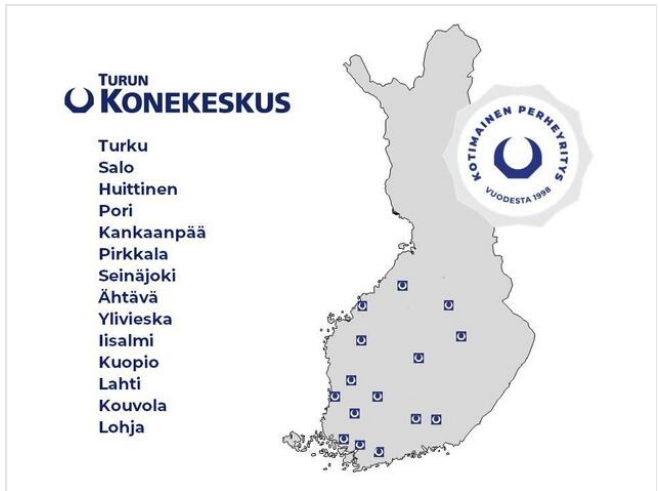 TURUN
KONEKESKUS
Turku
Salo
Huittinen
Pori
Kankaanpää
Pirkkala
Seinäjoki
Ähtävä
Ylivieska
Iisalmi
Kuopio
Lahti
Kouvola
Lohja
KOTIMAINEN PERHEYRITYS
VUODESTA 1998